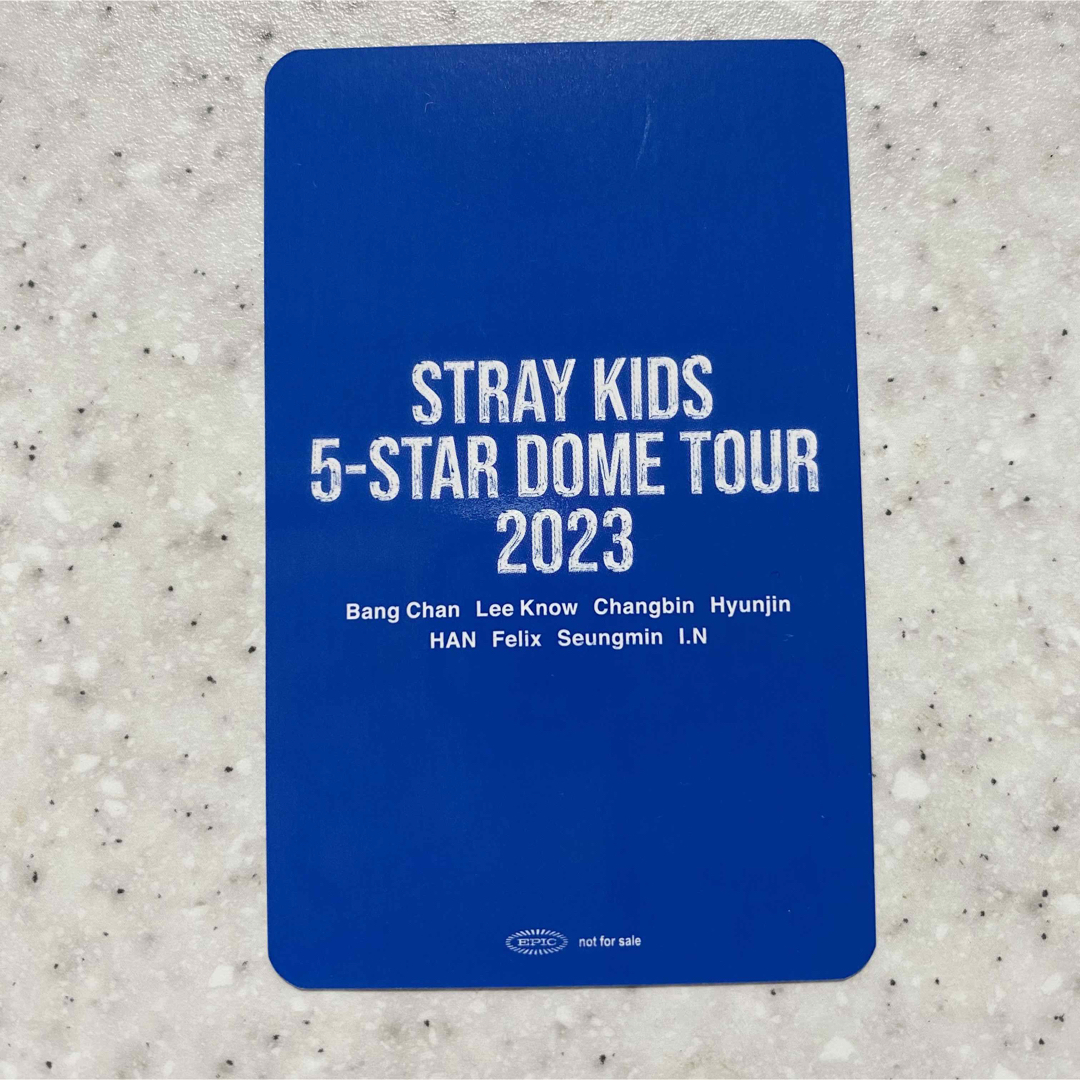 STRAY KIDS
5-STAR DOME TOUR
2023
Bang Chan Lee Know Changbin Hyunjin
HAN Felix Seungmin I.N
EPIC not for sale